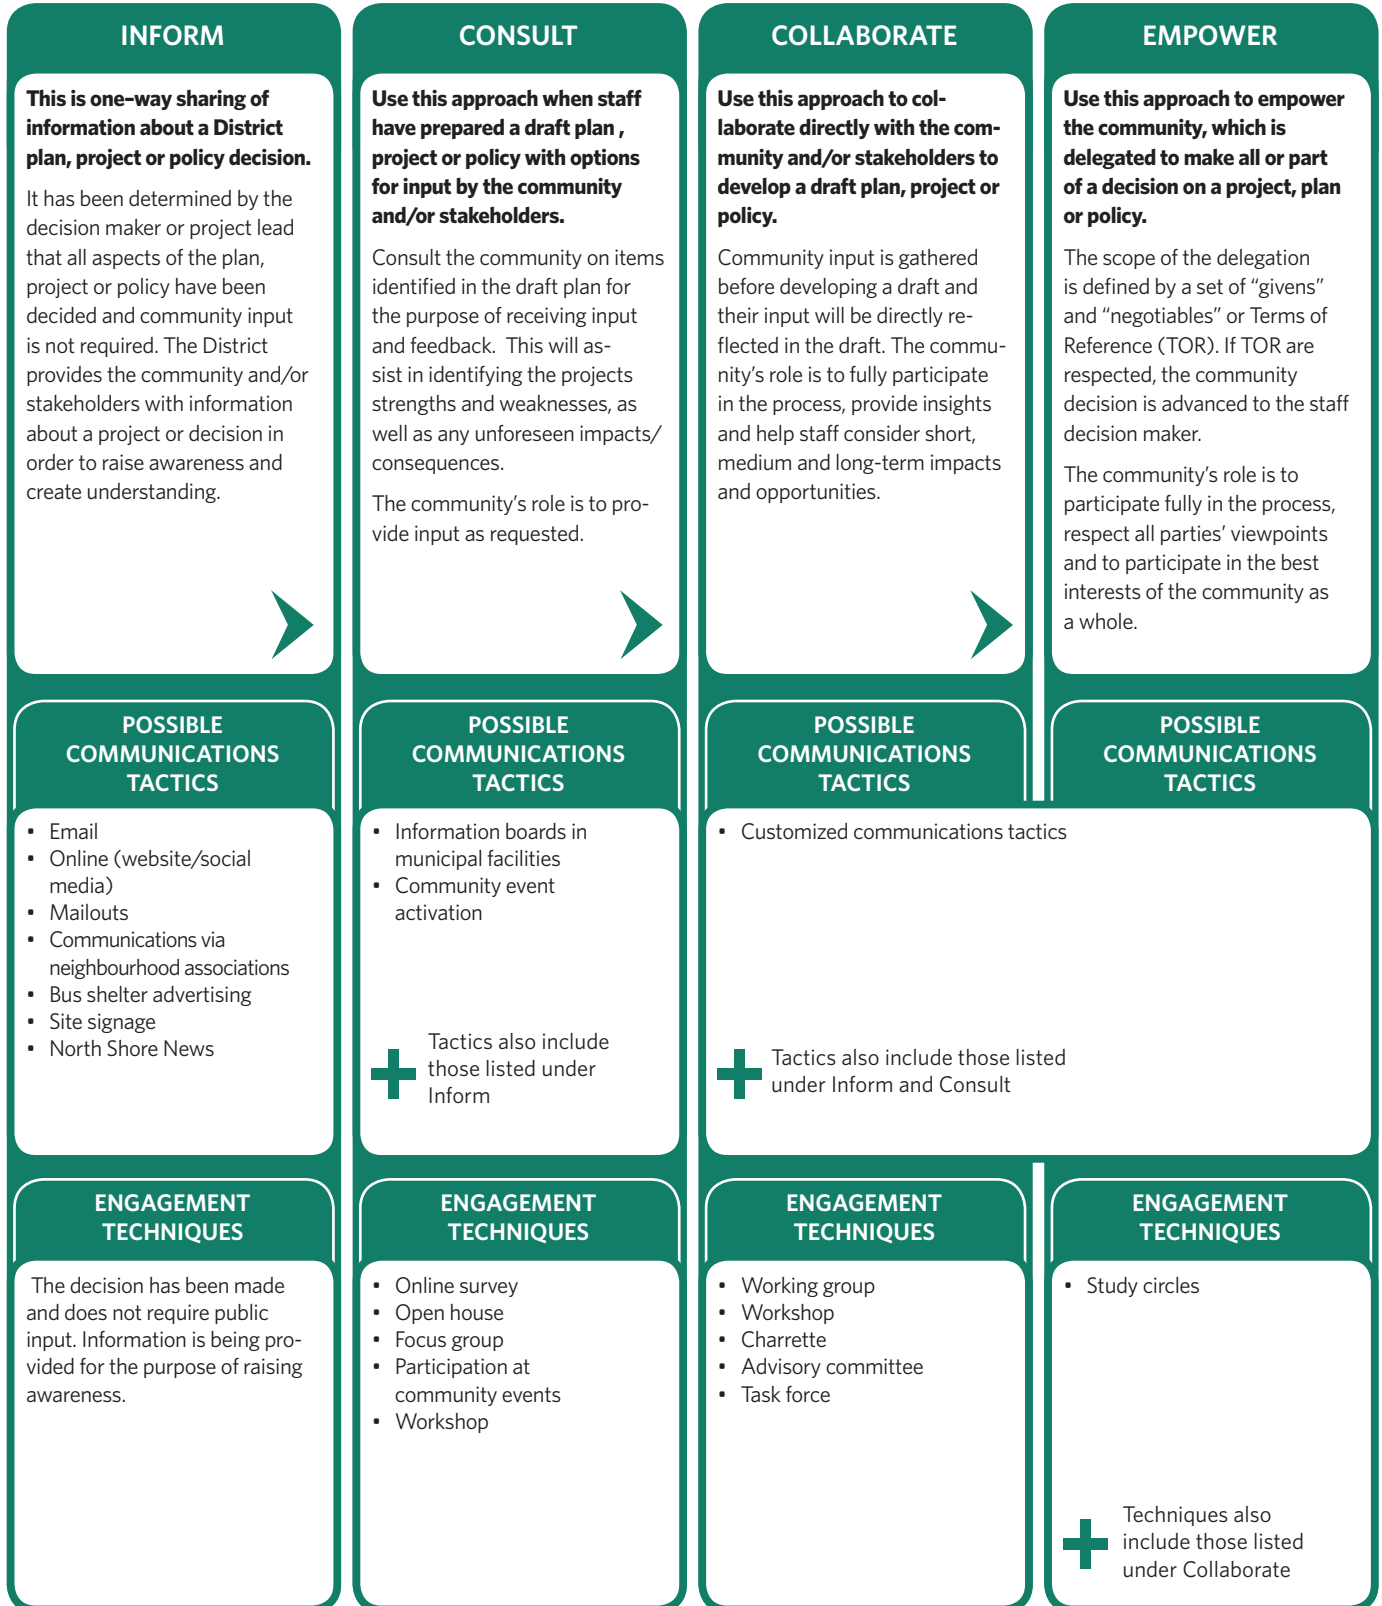 INFORM
This is one-way sharing of
information about a District
plan, project or policy decision.
It has been determined by the
decision maker or project lead
that all aspects of the plan,
project or policy have been
decided and community input
is not required. The District
provides the community and/or
stakeholders with information
about a project or decision in
order to raise awareness and
create understanding.
CONSULT
Use this approach when staff
have prepared a draft plan ,
project or policy with options
for input by the community
and/or stakeholders.
Consult the community on items
identified in the draft plan for
the purpose of receiving input
and feedback.  This will as-
sist in identifying the projects
strengths and weaknesses, as
well as any unforeseen impacts/
consequences.
The community's role is to pro-
vide input as requested.
COLLABORATE
Use this approach to col-
laborate directly with the com-
munity and/or stakeholders to
develop a draft plan, project or
policy.
Community input is gathered
before developing a draft and
their input will be directly re-
flected in the draft. The commu-
nity's role is to fully participate
in the process, provide insights
and help staff consider short,
medium and long-term impacts
and opportunities.
EMPOWER
Use this approach to empower
the community, which is
delegated to make all or part
of a decision on a project, plan
or policy.
The scope of the delegation
is defined by a set of “givens”
and “negotiables” or Terms of
Reference (TOR). If TOR are
respected, the community
decision is advanced to the staff
decision maker.
The community's role is to
participate fully in the process,
respect all parties' viewpoints
and to participate in the best
interests of the community as
a whole.
POSSIBLE
COMMUNICATIONS
TACTICS
• Email
• Online (website/social
media)
• Mailouts
• Communications via
neighbourhood associations
• Bus shelter advertising
• Site signage
• North Shore News
POSSIBLE
COMMUNICATIONS
TACTICS
• Information boards in
municipal facilities
• Community event
activation
Tactics also include
those listed under
Inform
POSSIBLE
COMMUNICATIONS
TACTICS
POSSIBLE
COMMUNICATIONS
TACTICS
• Customized communications tactics
Tactics also include those listed
under Inform and Consult
ENGAGEMENT
TECHNIQUES
The decision has been made
and does not require public
input. Information is being pro-
vided for the purpose of raising
awareness.
ENGAGEMENT
TECHNIQUES
• Online survey
• Open house
• Focus group
• Participation at
community events
• Workshop
ENGAGEMENT
TECHNIQUES
• Working group
• Workshop
• Charrette
• Advisory committee
• Task force
ENGAGEMENT
TECHNIQUES
• Study circles
Techniques also
include those listed
under Collaborate